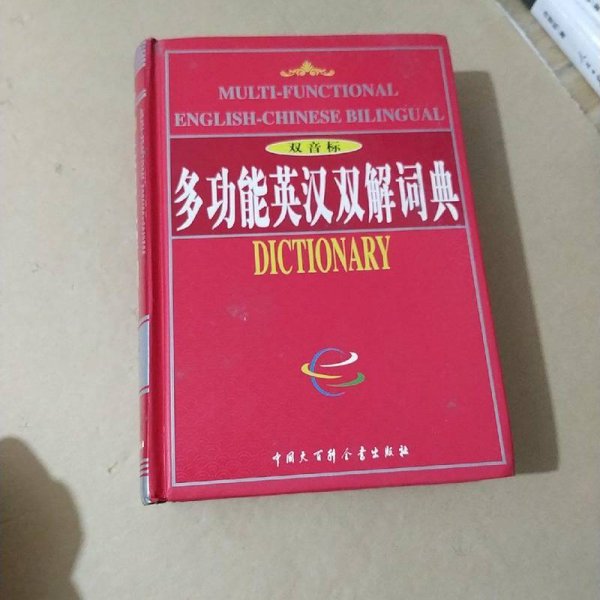 MULTI-FUNCTIONAL
ENGLISH-CHINESE BILINGUAL
双音标
多功能英汉双解词典
DICTIONARY
中国大百科全书出版社